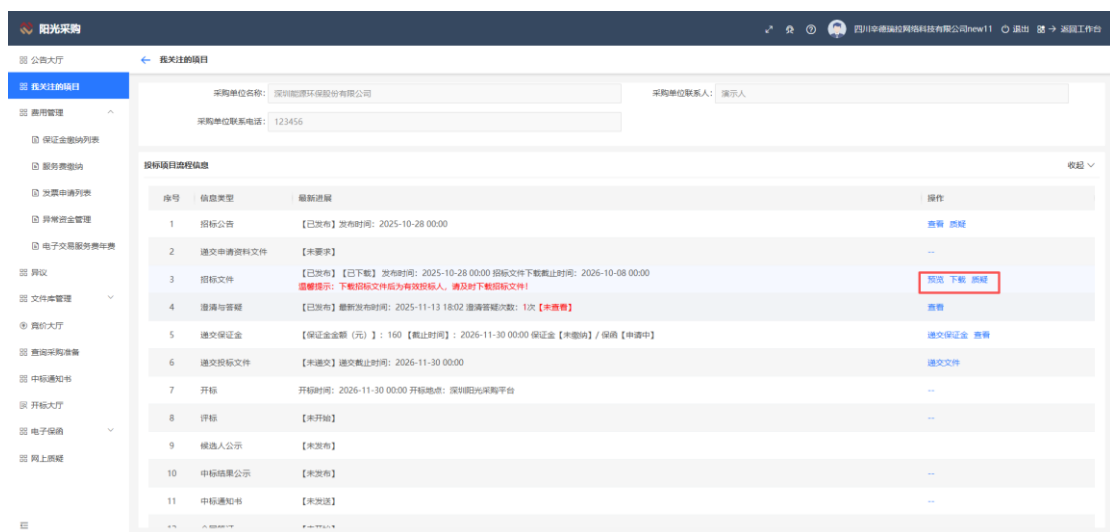 阳光采购
四川辛德瑞拉网络科技有限公司new11 退出 返回工作台
公告大厅
我关注的项目
我关注的项目
费用管理
保证金缴纳列表
服务费缴纳
发票申请列表
异常资金管理
电子交易服务费年费
异议
文件库管理
竞价大厅
查询采购准备
中标通知书
开标大厅
电子保函
网上质疑
采购单位名称： 深圳能源环保股份有限公司
采购单位联系人： 演示人
采购单位联系电话： 123456
投标项目流程信息 收起
序号 信息类型 最新进展 操作
1 招标公告 【已发布】发布时间：2025-10-28 00:00 查看 质疑
2 递交申请资料文件 【未要求】 --
3 招标文件 【已发布】【已下载】 发布时间：2025-10-28 00:00 招标文件下载截止时间：2026-10-08 00:00 预览 下载 质疑
温馨提示：下载招标文件后为有效投标人，请及时下载招标文件！
4 澄清与答疑 【已发布】最新发布时间：2025-11-13 18:02 澄清答疑次数：1次【未查看】 查看
5 递交保证金 【保证金金额（元）】：160 【截止时间】：2026-11-30 00:00 保证金【未缴纳】/ 保函【申请中】 递交保证金 查看
6 递交投标文件 【未递交】递交截止时间：2026-11-30 00:00 递交文件
7 开标 开标时间：2026-11-30 00:00 开标地点：深圳阳光采购平台 --
8 评标 【未开始】 --
9 候选人公示 【未发布】
10 中标结果公示 【未发布】 --
11 中标通知书 【未发送】 --